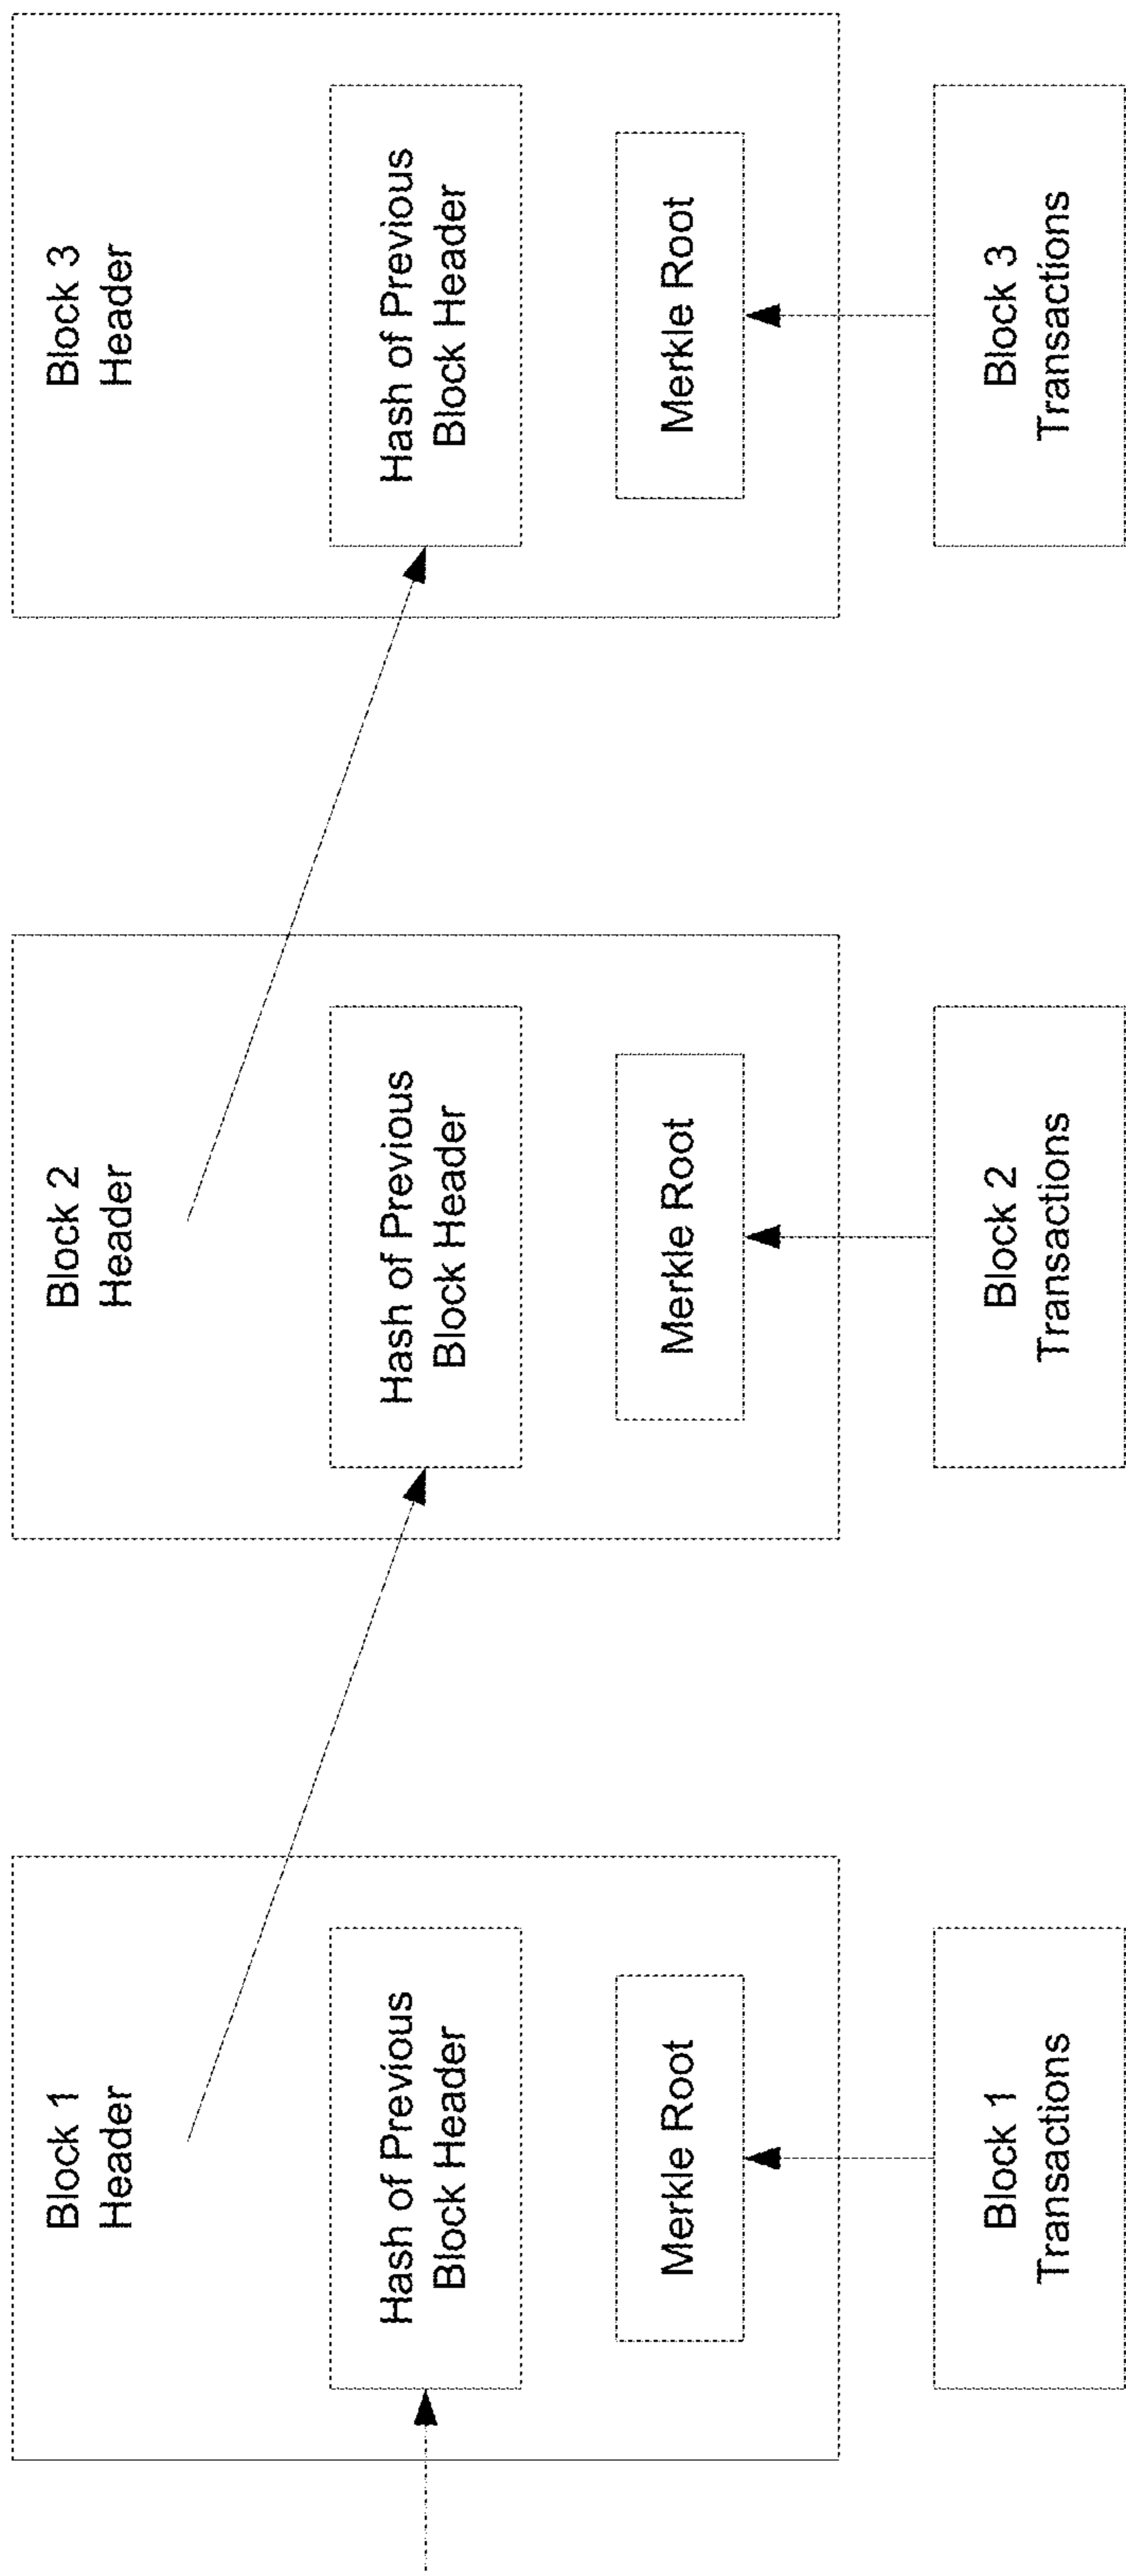 Block 1
Header
Hash of Previous
Block Header
Merkle Root
Block 1
Transactions
Block 2
Header
Hash of Previous
Block Header
Merkle Root
Block 2
Transactions
Block 3
Header
Hash of Previous
Block Header
Merkle Root
Block 3
Transactions